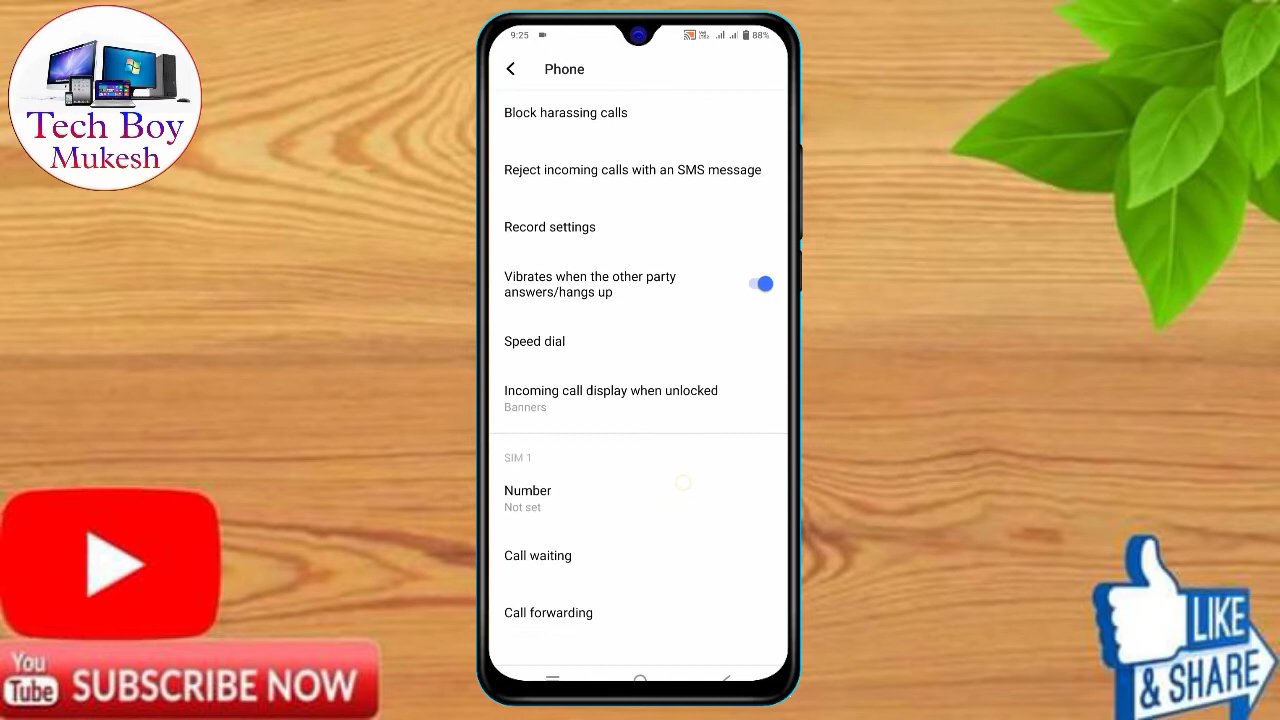 Tech Boy
Mukesh
9:25
88%
Phone
Block harassing calls
Reject incoming calls with an SMS message
Record settings
Vibrates when the other party
answers/hangs up
Speed dial
Incoming call display when unlocked
Banners
SIM 1
Number
Not set
Call waiting
Call forwarding
You
Tube
SUBSCRIBE NOW
LIKE
& SHARE